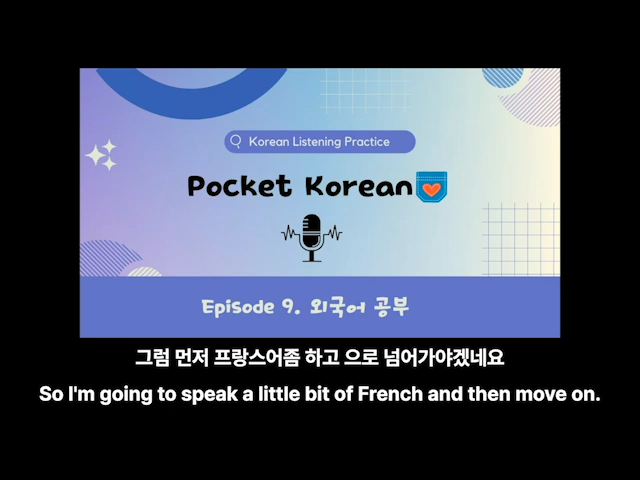 Korean Listening Practice
Pocket Korean
Episode 9. 외국어 공부
그럼 먼저 프랑스어좀 하고 으로 넘어가야겠네요
So I'm going to speak a little bit of French and then move on.